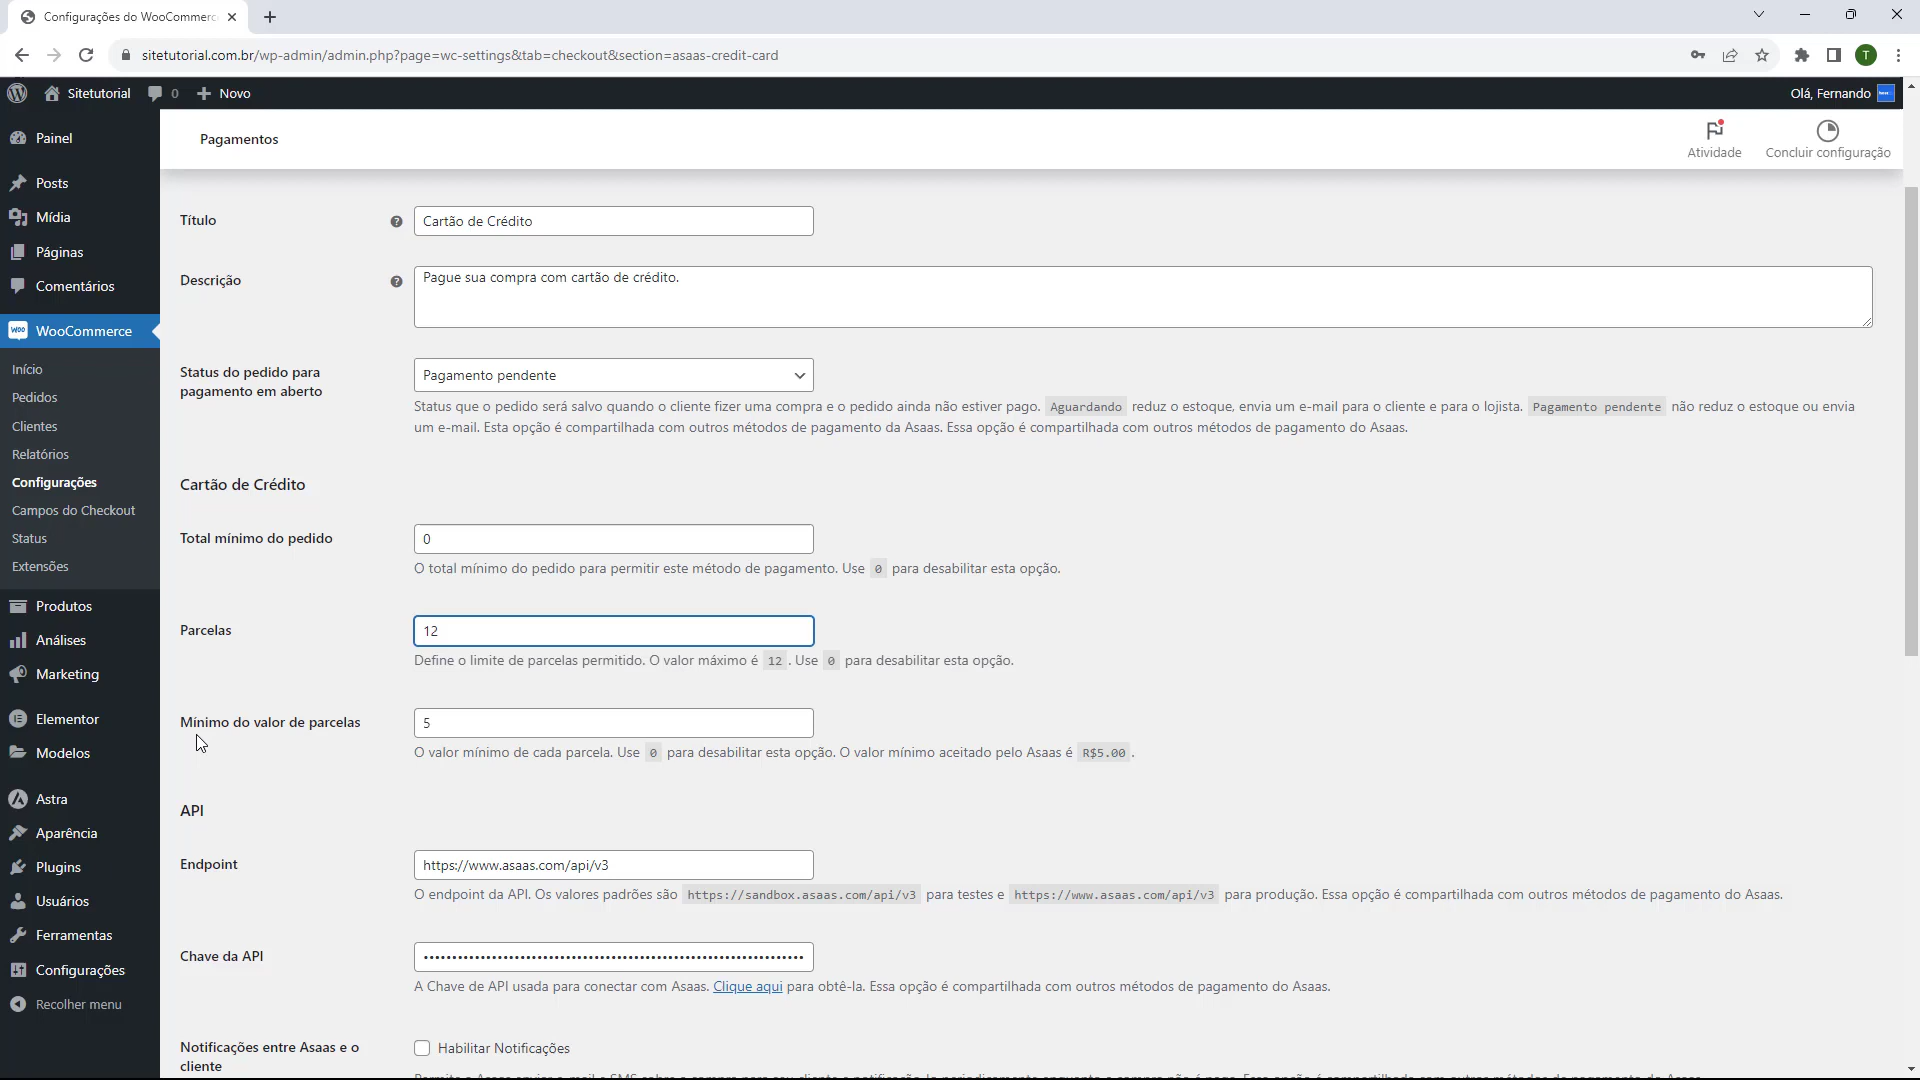 Configurações do WooCommerc
sitetutorial.com.br/wp-admin/admin.php?page=wc-settings&tab=checkout&section=asaas-credit-card
T
Sitetutorial
0
Novo
Olá, Fernando
Painel
Posts
Mídia
Páginas
Comentários
WooCommerce
Início
Pedidos
Clientes
Relatórios
Configurações
Campos do Checkout
Status
Extensões
Produtos
Análises
Marketing
Elementor
Modelos
Astra
Aparência
Plugins
Usuários
Ferramentas
Configurações
Recolher menu
Pagamentos
Atividade
Concluir configuração
Título
Cartão de Crédito
Descrição
Pague sua compra com cartão de crédito.
Status do pedido para
pagamento em aberto
Pagamento pendente
Status que o pedido será salvo quando o cliente fizer uma compra e o pedido ainda não estiver pago. Aguardando reduz o estoque, envia um e-mail para o cliente e para o lojista. Pagamento pendente não reduz o estoque ou envia
um e-mail. Esta opção é compartilhada com outros métodos de pagamento da Asaas. Essa opção é compartilhada com outros métodos de pagamento do Asaas.
Cartão de Crédito
Total mínimo do pedido
0
O total mínimo do pedido para permitir este método de pagamento. Use 0 para desabilitar esta opção.
Parcelas
12
Define o limite de parcelas permitido. O valor máximo é 12. Use 0 para desabilitar esta opção.
Mínimo do valor de parcelas
5
O valor mínimo de cada parcela. Use 0 para desabilitar esta opção. O valor mínimo aceitado pelo Asaas é R$5.00.
API
Endpoint
https://www.asaas.com/api/v3
O endpoint da API. Os valores padrões são https://sandbox.asaas.com/api/v3 para testes e https://www.asaas.com/api/v3 para produção. Essa opção é compartilhada com outros métodos de pagamento do Asaas.
Chave da API
A Chave de API usada para conectar com Asaas. Clique aqui para obtê-la. Essa opção é compartilhada com outros métodos de pagamento do Asaas.
Notificações entre Asaas e o
cliente
Habilitar Notificações